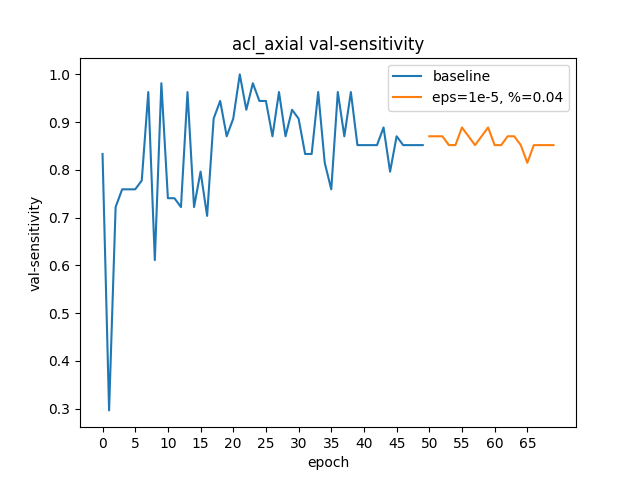 acl_axial val-sensitivity
baseline
eps=1e-5, %=0.04
1.0
0.9
0.8
0.7
0.6
0.5
0.4
0.3
val-sensitivity
0 5 10 15 20 25 30 35 40 45 50 55 60 65
epoch